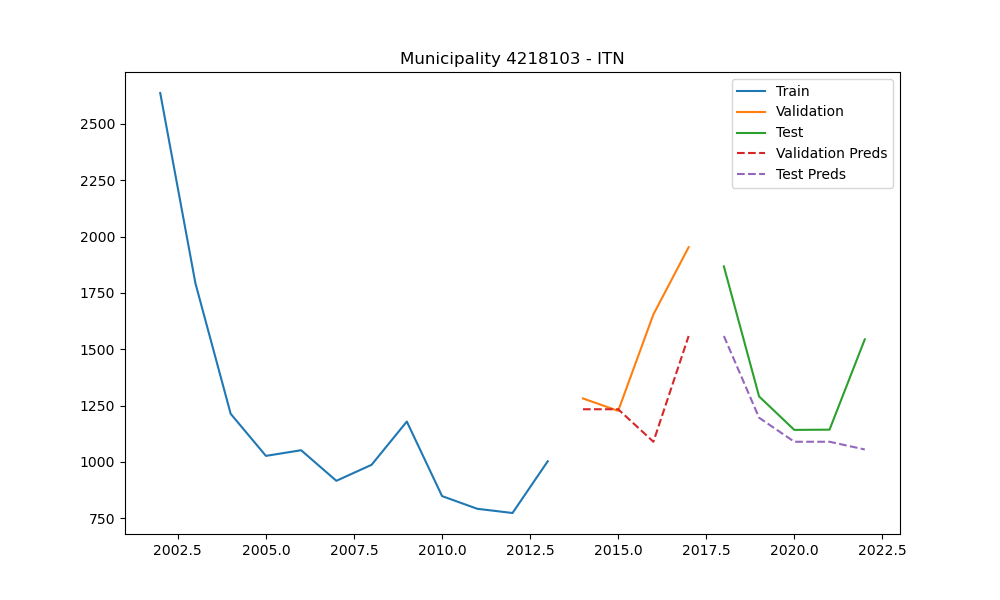 Municipality 4218103 - ITN
Train
Validation
Test
Validation Preds
Test Preds
2500
2250
2000
1750
1500
1250
1000
750
2002.5 2005.0 2007.5 2010.0 2012.5 2015.0 2017.5 2020.0 2022.5